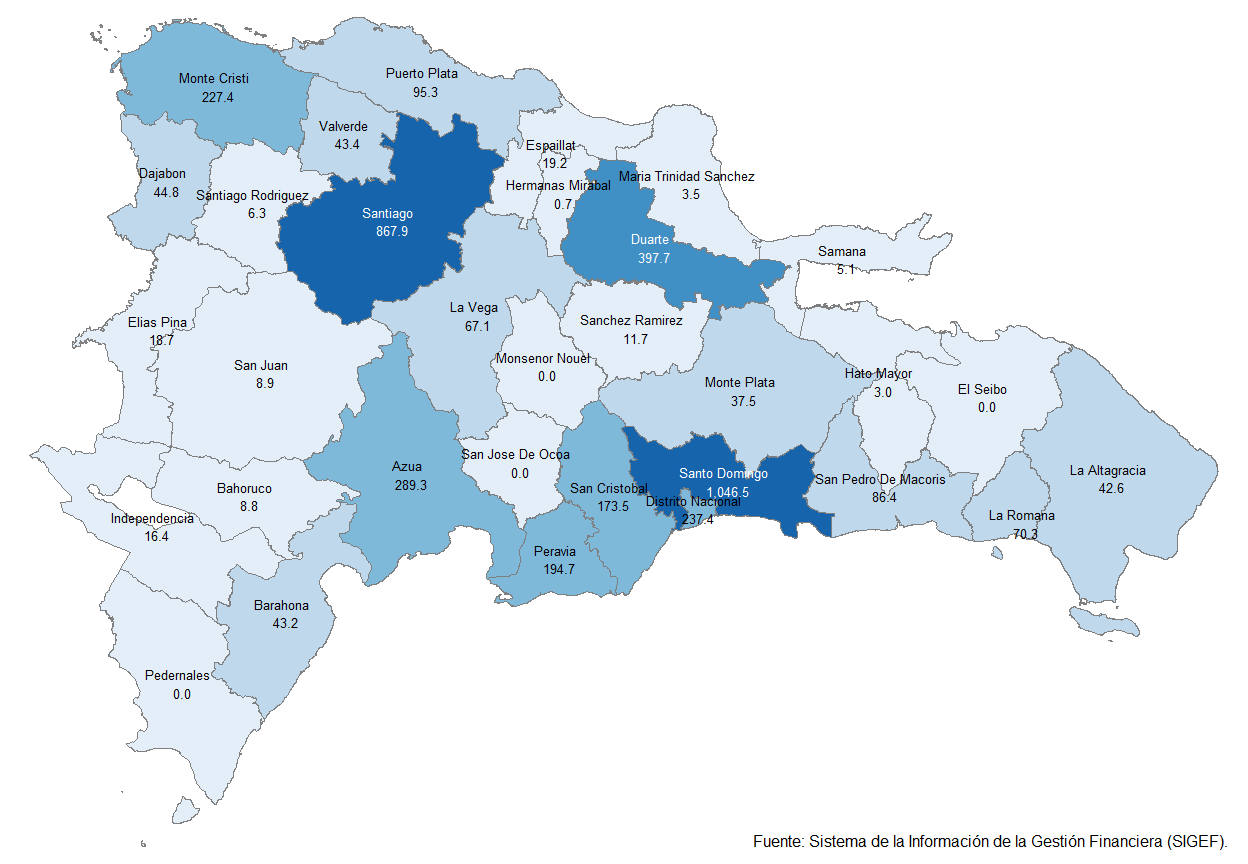 Monte Cristi
227.4
Puerto Plata
95.3
Valverde
43.4
Dajabon
44.8
Santiago Rodriguez
6.3
Santiago
867.9
Espaillat
19.2
Hermanas Mirabal
0.7
Maria Trinidad Sanchez
3.5
Duarte
397.7
Samana
5.1
Elias Pina
18.7
San Juan
8.9
La Vega
67.1
Sanchez Ramirez
11.7
Monsenor Nouel
0.0
Monte Plata
37.5
Hato Mayor
3.0
El Seibo
0.0
La Altagracia
42.6
Azua
289.3
San Jose De Ocoa
0.0
San Cristobal
173.5
Santo Domingo
1,046.5
Distrito Nacional
237.4
San Pedro De Macoris
86.4
La Romana
70.3
Bahoruco
8.8
Independencia
16.4
Peravia
194.7
Barahona
43.2
Pedernales
0.0
Fuente: Sistema de la Información de la Gestión Financiera (SIGEF).